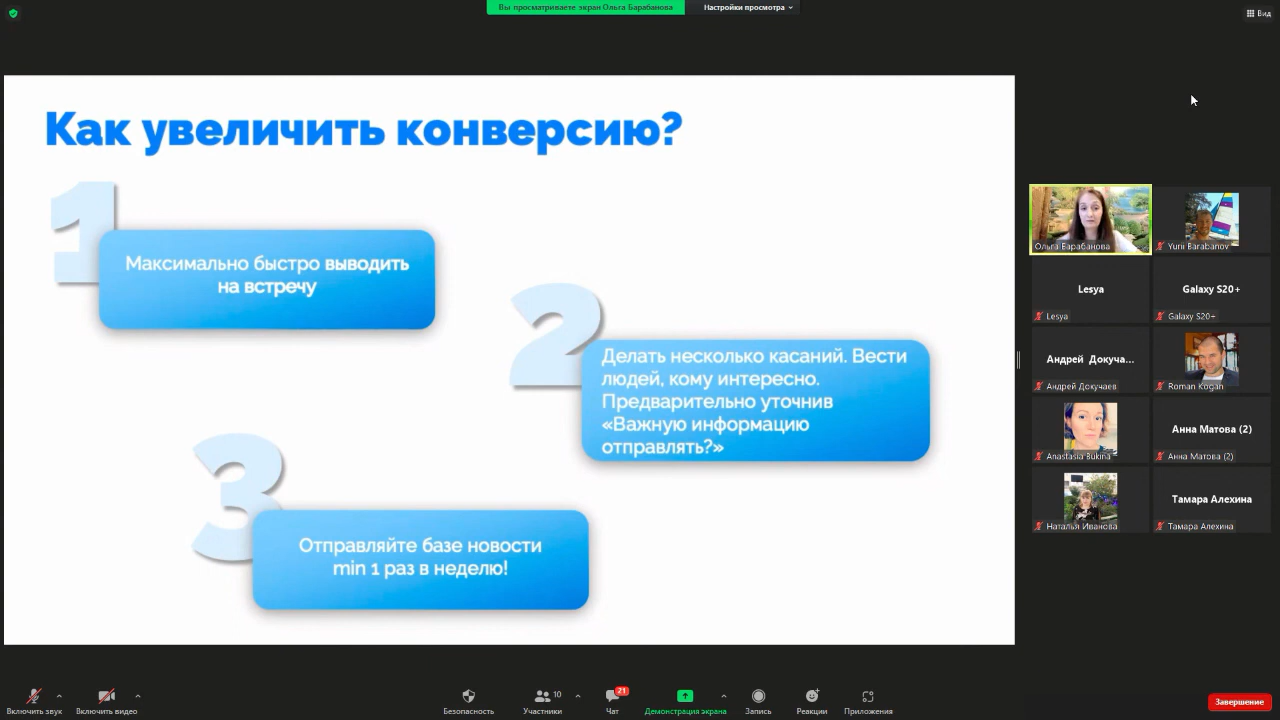 Вы просматриваете экран Ольга Барабанова
Настройки просмотра
Вид
Как увеличить конверсию?
1
Максимально быстро выводить
на встречу
2
Делать несколько касаний. Вести
людей, кому интересно.
Предварительно уточнив
«Важную информацию
отправлять?»
3
Отправляйте базе новости
min 1 раз в неделю!
Ольга Барабанова
Yurii Barabanov
Lesya
Lesya
Galaxy S20+
Galaxy S20+
Андрей Докуча...
Андрей Докучаев
Roman Kogan
Anastasia Bukina
Анна Матова (2)
Анна Матова (2)
Наталья Иванова
Тамара Алехина
Тамара Алехина
Включить звук
Включить видео
Безопасность
10
Участники
21
Чат
Демонстрация экрана
Запись
Реакции
Приложения
Завершение